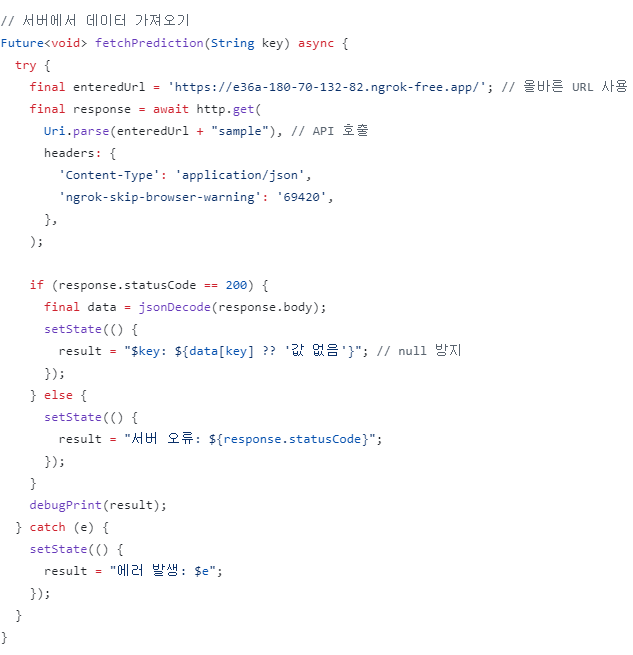 // 서버에서 데이터 가져오기
Future<void> fetchPrediction(String key) async {
  try {
    final enteredUrl = 'https://e36a-180-70-132-82.ngrok-free.app/'; // 올바른 URL 사용
    final response = await http.get(
      Uri.parse(enteredUrl + "sample"), // API 호출
      headers: {
        'Content-Type': 'application/json',
        'ngrok-skip-browser-warning': '69420',
      },
    );

    if (response.statusCode == 200) {
      final data = jsonDecode(response.body);
      setState(() {
        result = "$key: ${data[key] ?? '값 없음'}"; // null 방지
      });
    } else {
      setState(() {
        result = "서버 오류: ${response.statusCode}";
      });
    }
    debugPrint(result);
  } catch (e) {
    setState(() {
      result = "에러 발생: $e";
    });
  }
}